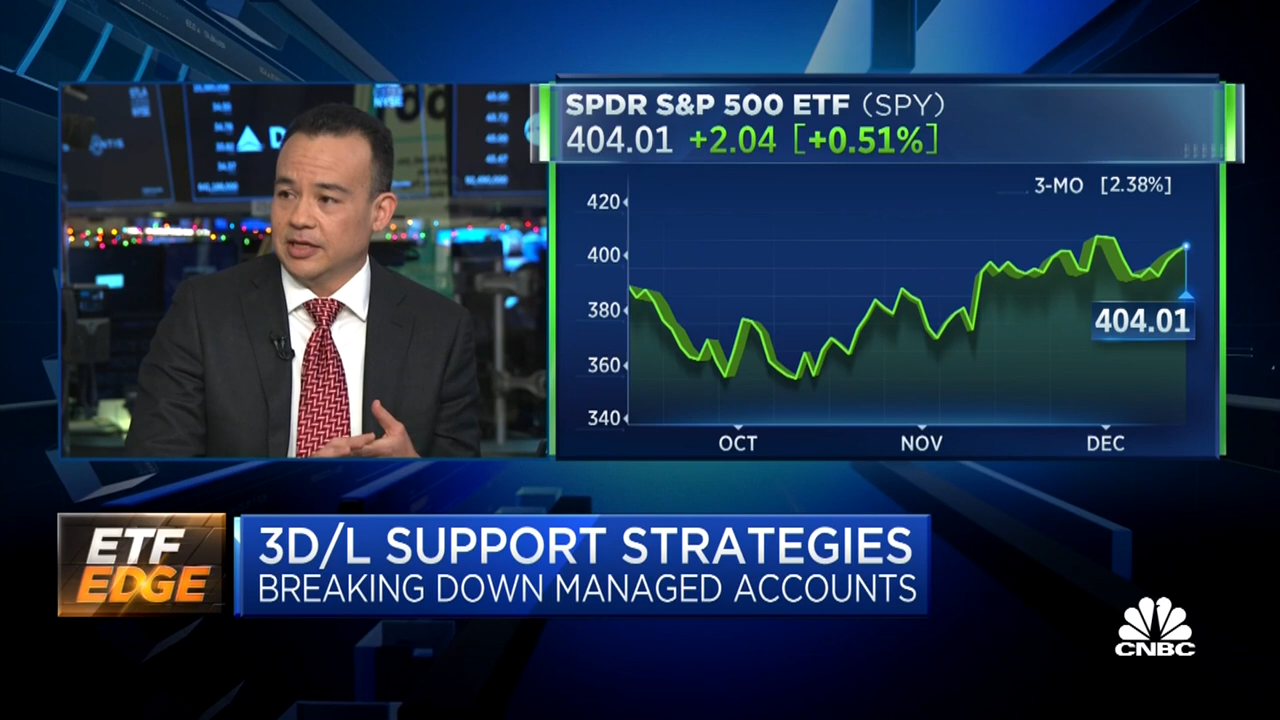 SPDR S&P 500 ETF (SPY)
404.01 +2.04 [+0.51%]
3-MO [2.38%]
420
400
380
360
340
404.01
OCT
NOV
DEC
ETF
EDGE
3D/L SUPPORT STRATEGIES
BREAKING DOWN MANAGED ACCOUNTS
CNBC